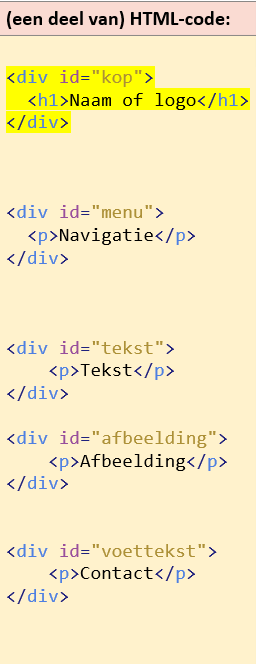 (een deel van) HTML-code:
<div id="kop">
  <h1>Naam of logo</h1>
</div>
<div id="menu">
  <p>Navigatie</p>
</div>
<div id="tekst">
    <p>Tekst</p>
</div>
<div id="afbeelding">
    <p>Afbeelding</p>
</div>
<div id="voettekst">
    <p>Contact</p>
</div>